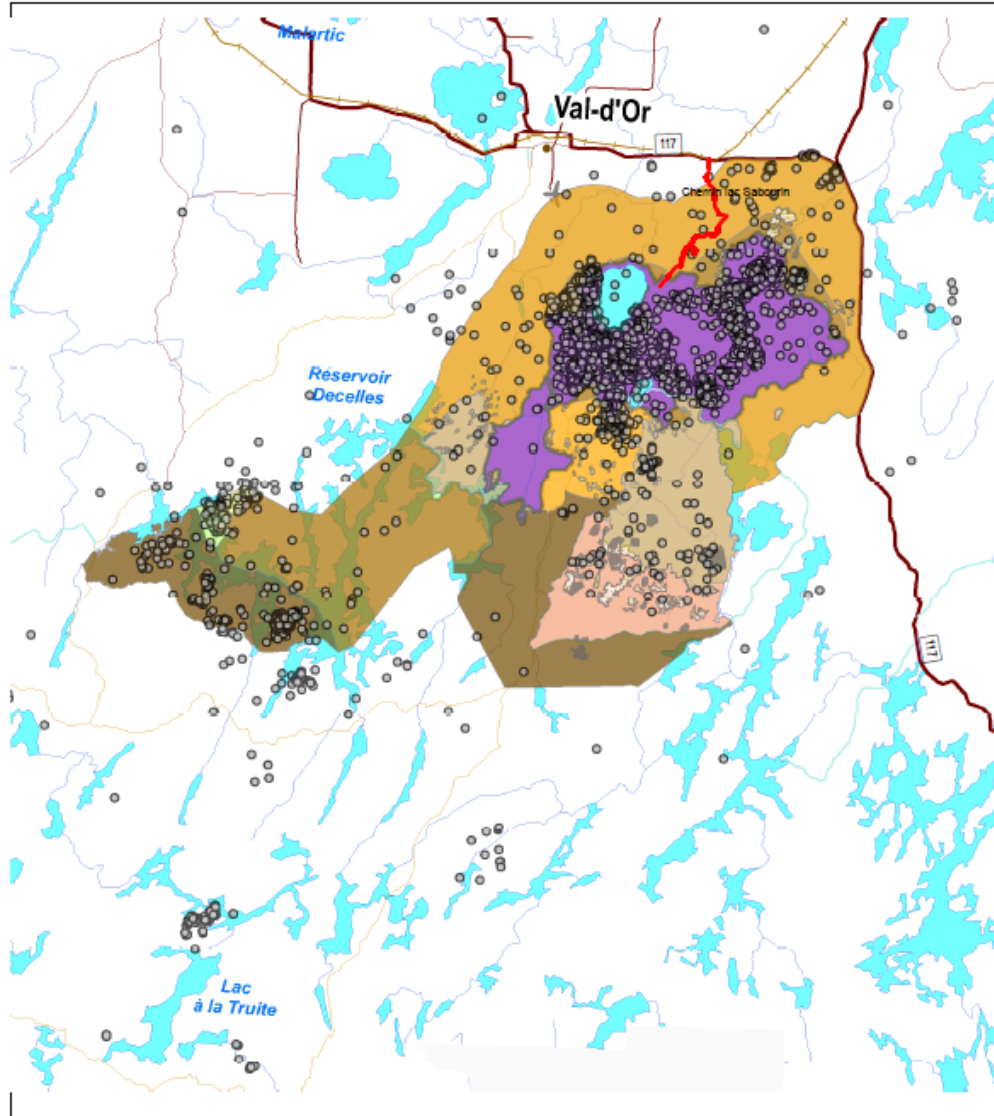 Malartic
Val-d'Or
117
Chemin lac Sabourin
Réservoir
Decelles
117
Lac
à la Truite